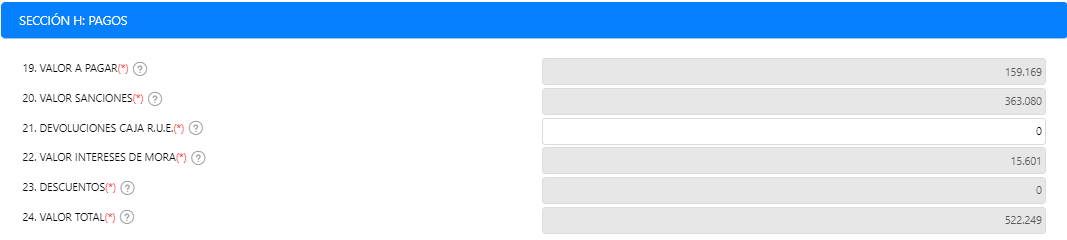 SECCIÓN H: PAGOS
19. VALOR A PAGAR(*) ? 159.169
20. VALOR SANCIONES(*) ? 363.080
21. DEVOLUCIONES CAJA R.U.E.(*) ? 0
22. VALOR INTERESES DE MORA(*) ? 15.601
23. DESCUENTOS(*) ? 0
24. VALOR TOTAL(*) ? 522.249